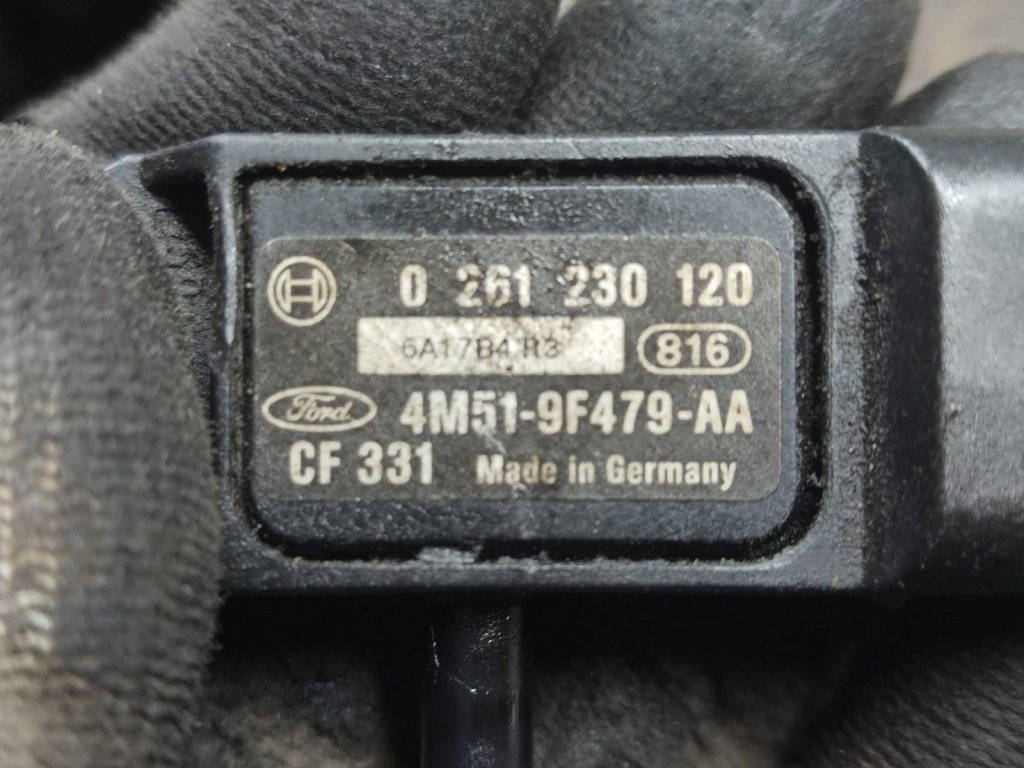 0 261 230 120
6A17B4 R3
816
Ford
4M51-9F479-AA
CF 331 Made in Germany